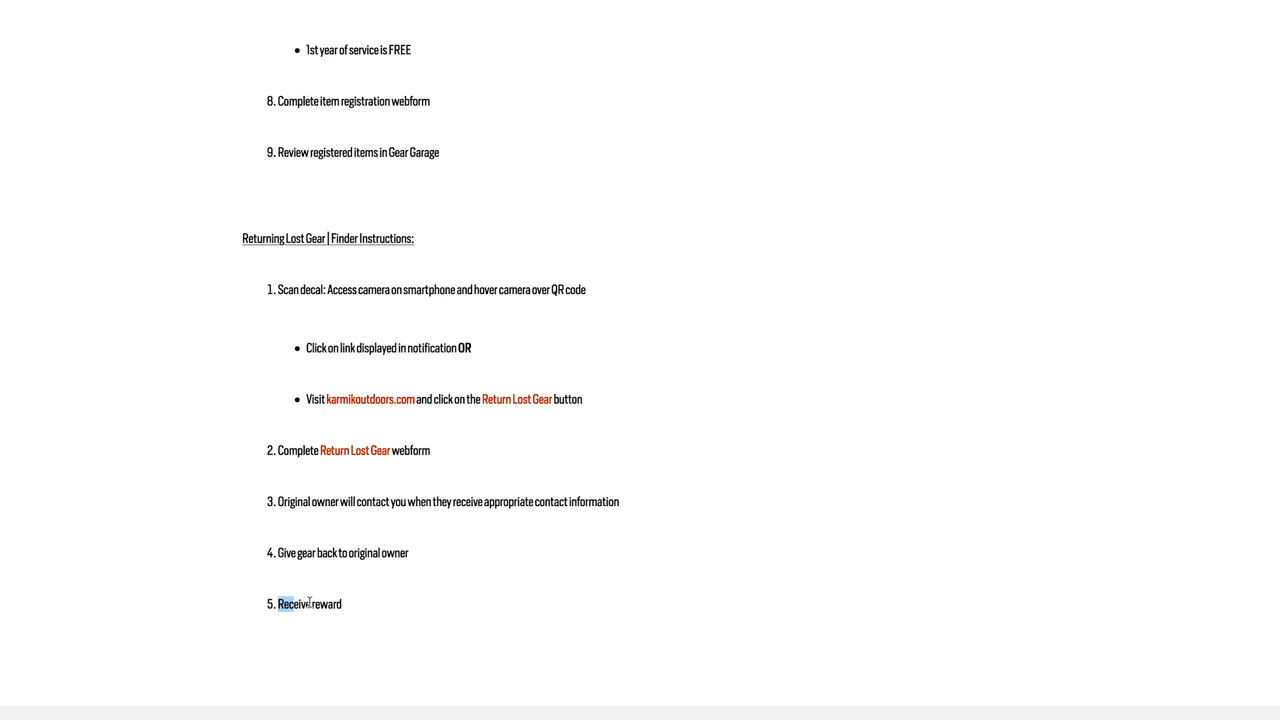 • 1st year of service is FREE
8. Complete item registration webform
9. Review registered items in Gear Garage
Returning Lost Gear | Finder Instructions:
1. Scan decal: Access camera on smartphone and hover camera over QR code
• Click on link displayed in notification OR
• Visit karmikoutdoors.com and click on the Return Lost Gear button
2. Complete Return Lost Gear webform
3. Original owner will contact you when they receive appropriate contact information
4. Give gear back to original owner
5. Receive reward